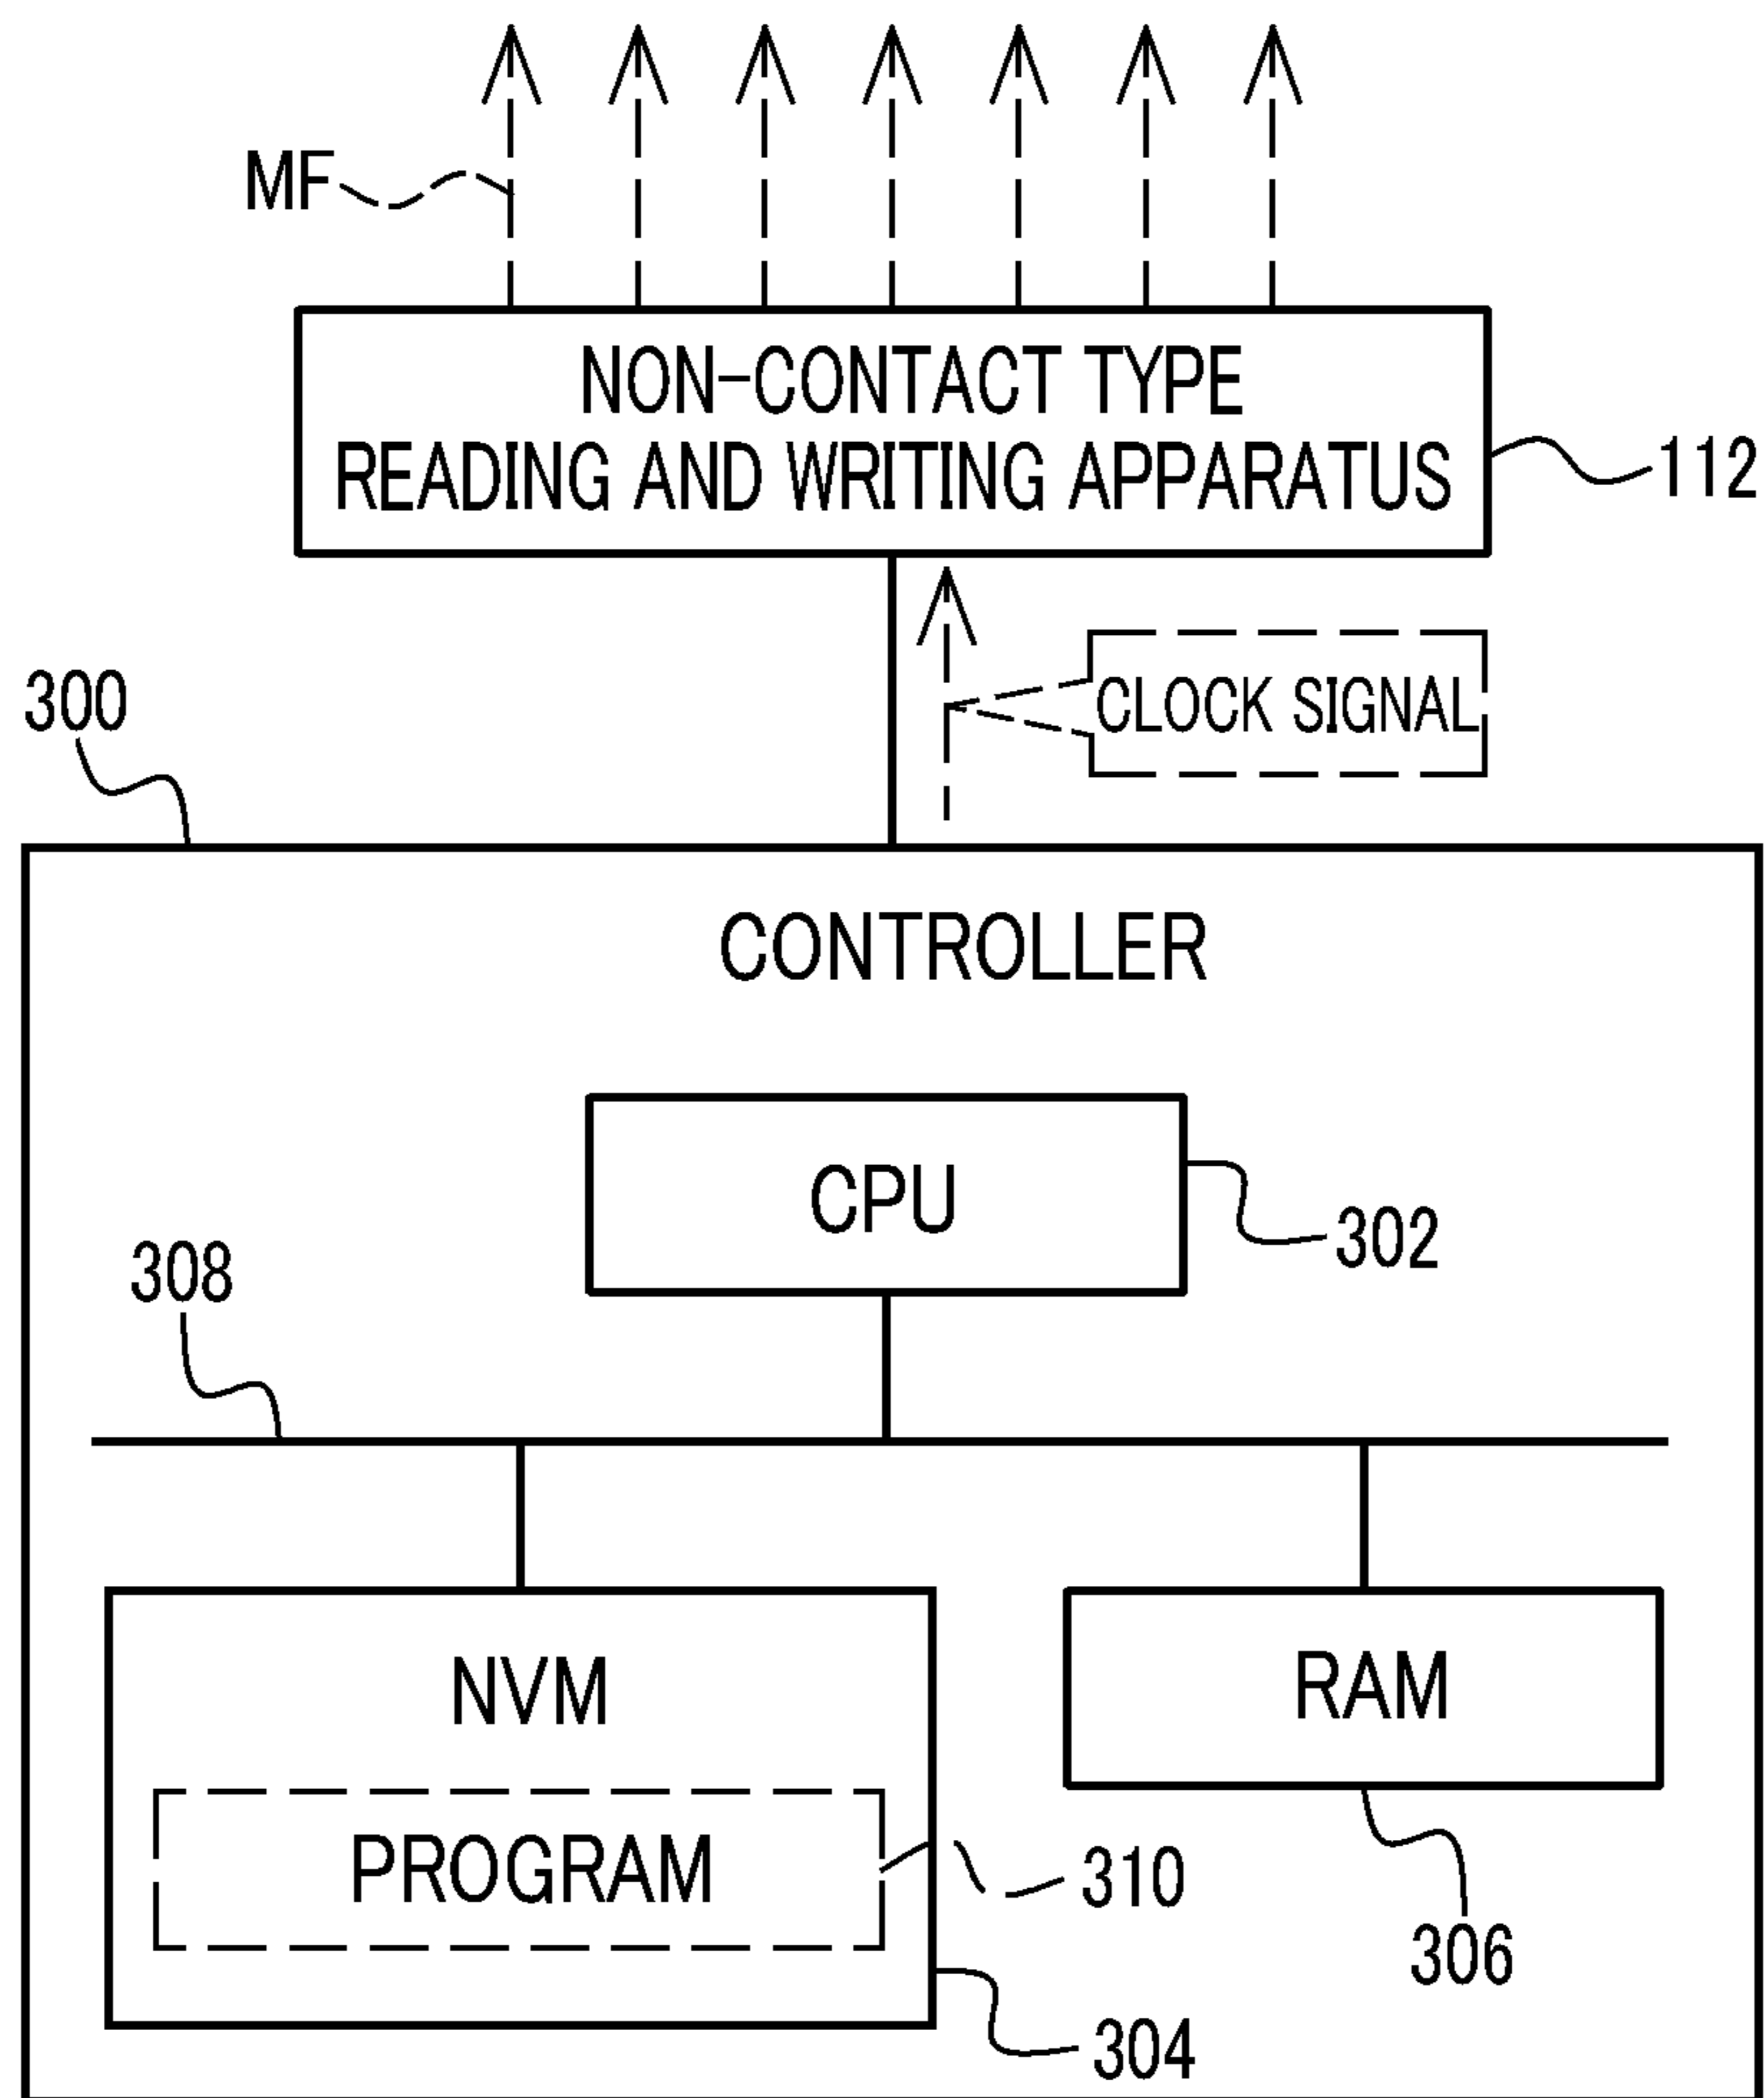 MF
NON-CONTACT TYPE
READING AND WRITING APPARATUS
112
CLOCK SIGNAL
300
CONTROLLER
CPU
302
308
NVM
RAM
PROGRAM
310
306
304